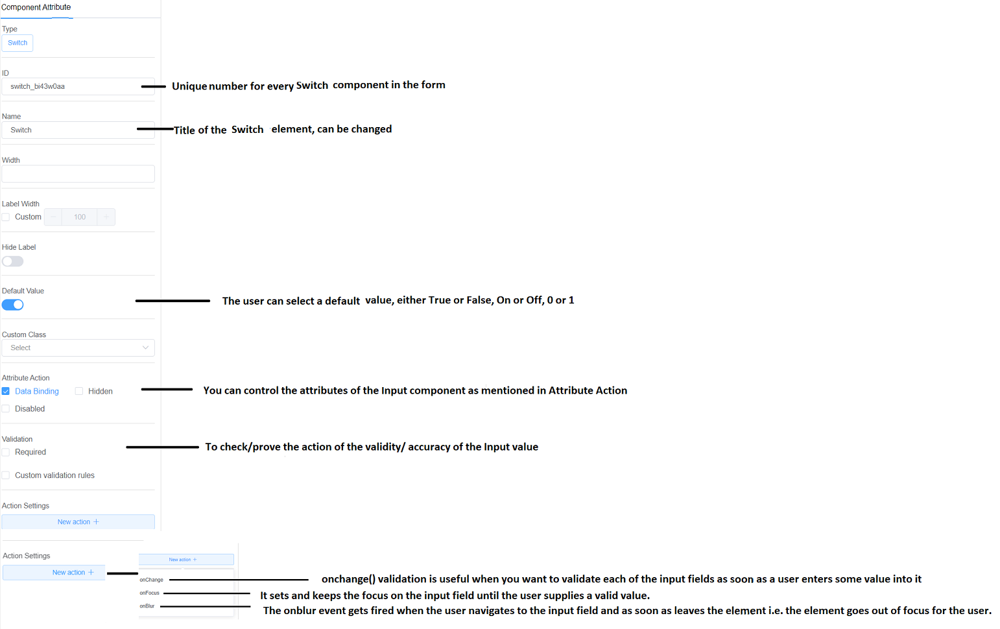 Component Attribute
Type
Switch
ID
switch_bi43w0aa
Unique number for every Switch component in the form
Name
Switch
Title of the Switch element, can be changed
Width
Label Width
Custom
100
Hide Label
Default Value
The user can select a default value, either True or False, On or Off, 0 or 1
Custom Class
Select
Attribute Action
Data Binding Hidden
You can control the attributes of the Input component as mentioned in Attribute Action
Disabled
Validation
Required
To check/prove the action of the validity/ accuracy of the Input value
Custom validation rules
Action Settings
New action +
Action Settings
New action +
New action +
onChange
onchange() validation is useful when you want to validate each of the input fields as soon as a user enters some value into it
onFocus
It sets and keeps the focus on the input field until the user supplies a valid value.
onBlur
The onblur event gets fired when the user navigates to the input field and as soon as leaves the element i.e. the element goes out of focus for the user.